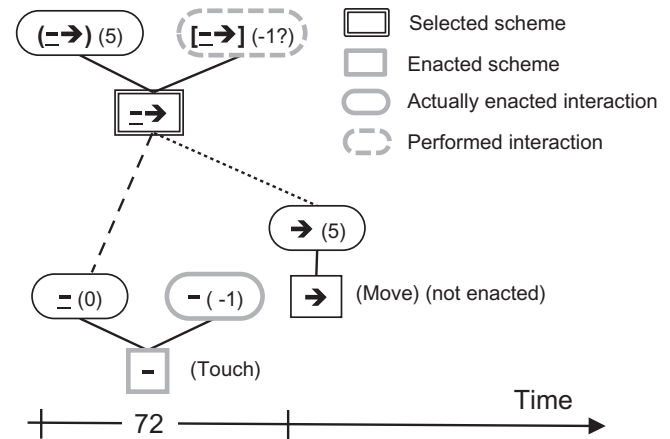 (–➔) (5)
[–➔] (-1?)
Selected scheme
Enacted scheme
Actually enacted interaction
Performed interaction
–➔
➔ (5)
– (0)
- ( -1)
➔
(Move) (not enacted)
-
(Touch)
Time
72